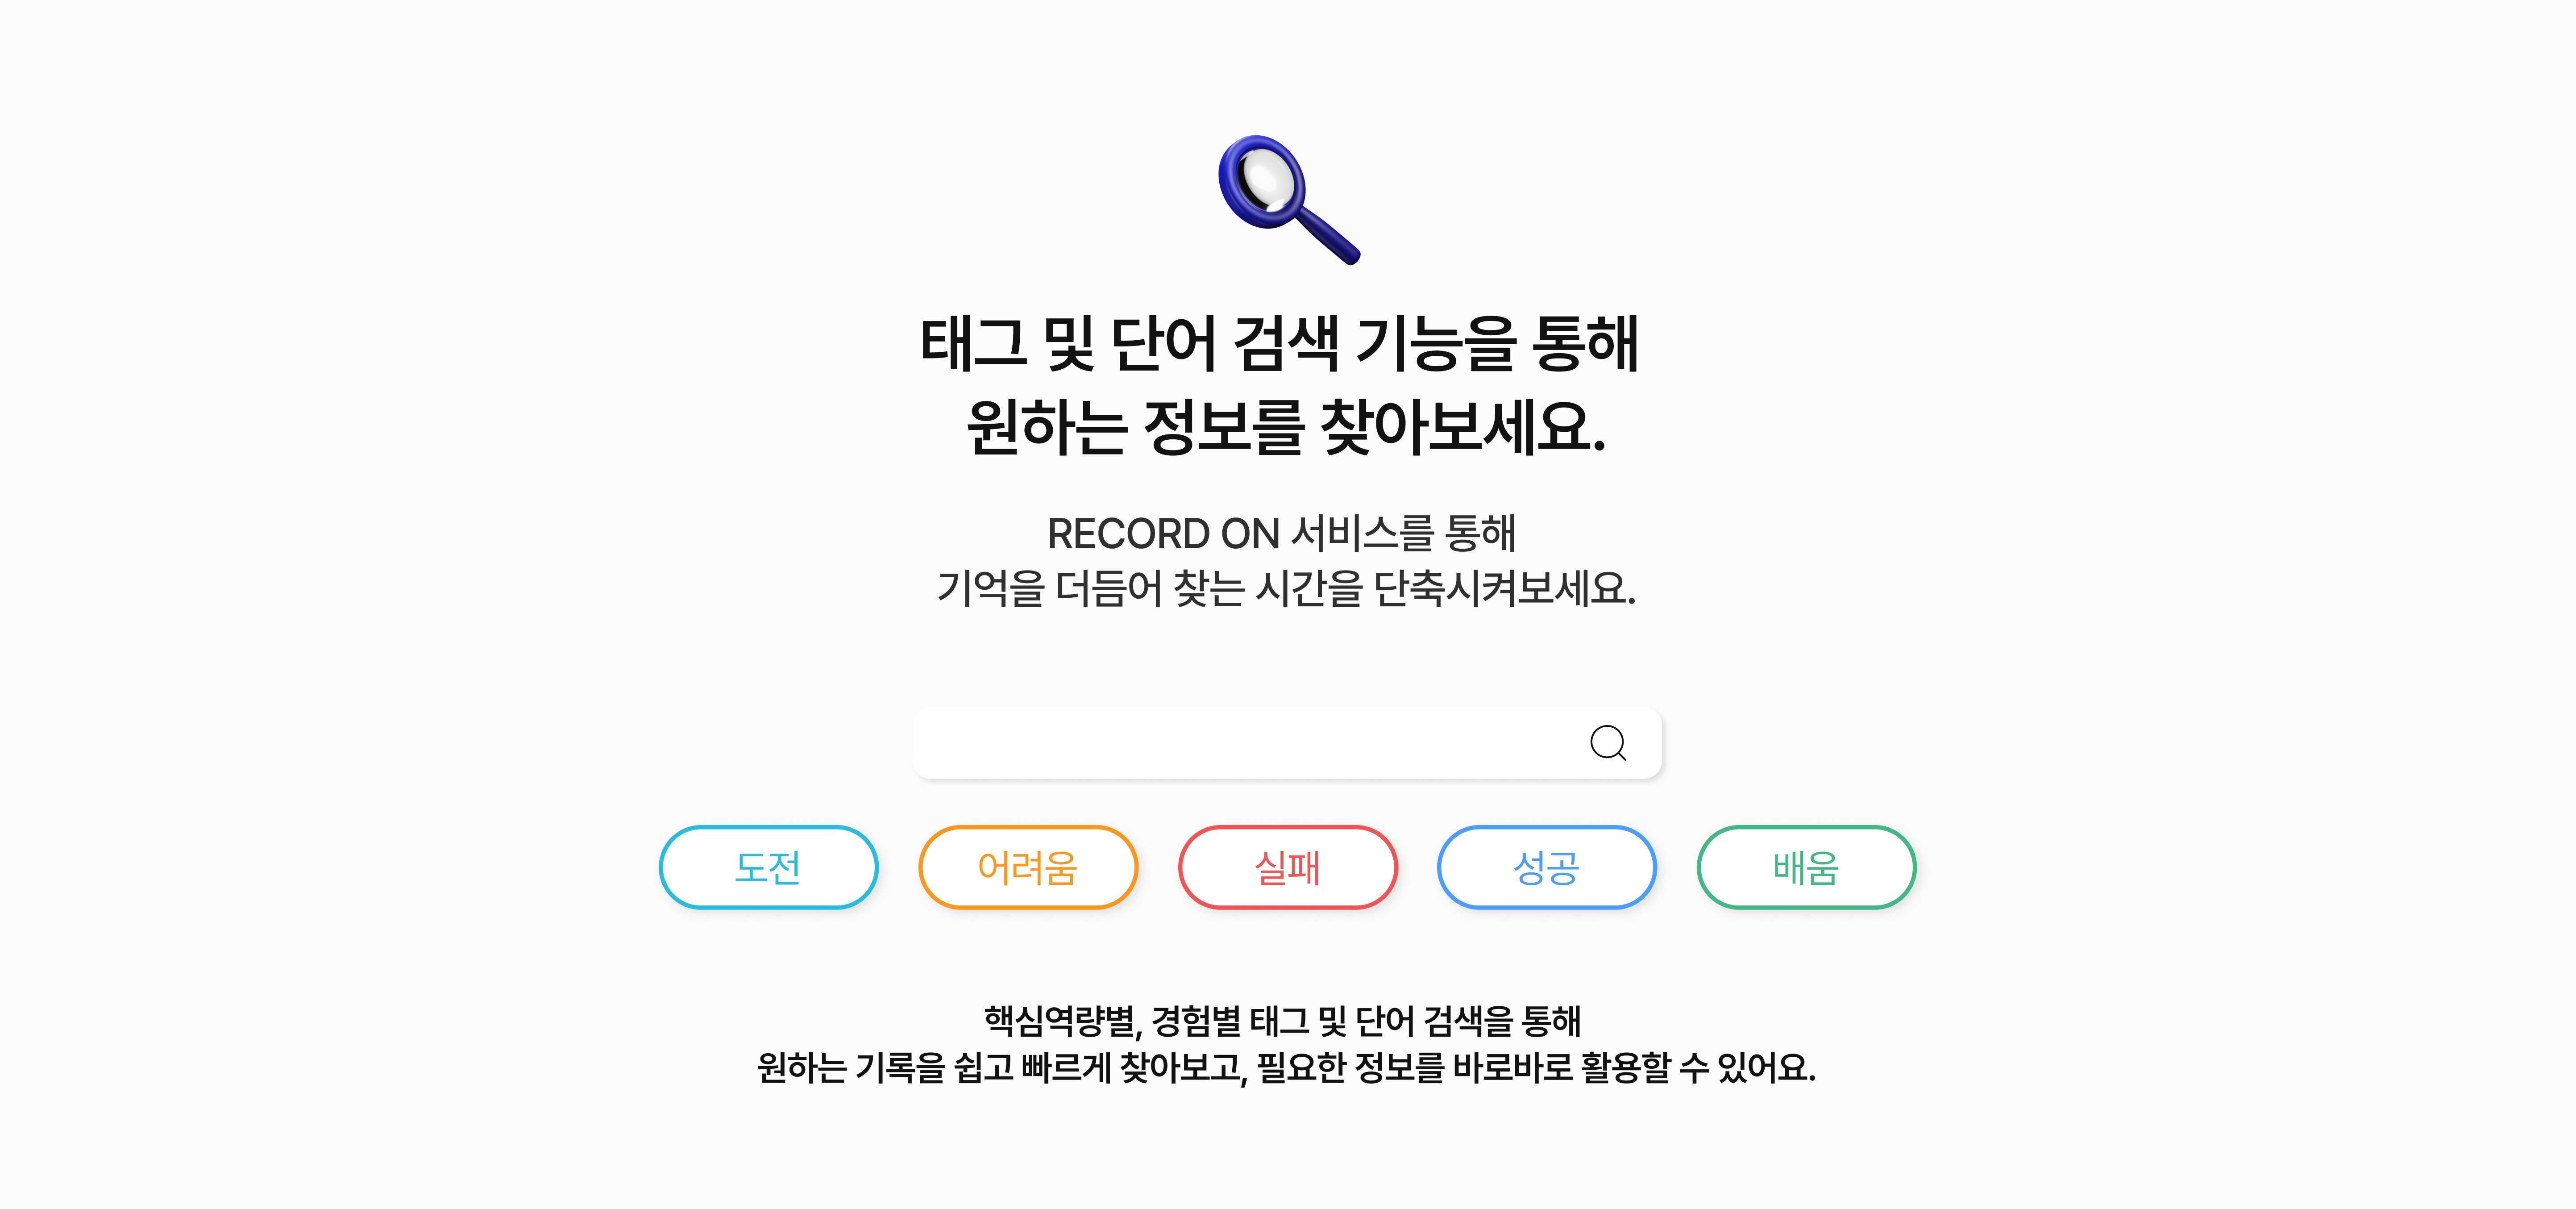 태그 및 단어 검색 기능을 통해
원하는 정보를 찾아보세요.
RECORD ON 서비스를 통해
기억을 더듬어 찾는 시간을 단축시켜보세요.
도전 어려움 실패 성공 배움
핵심역량별, 경험별 태그 및 단어 검색을 통해
원하는 기록을 쉽고 빠르게 찾아보고, 필요한 정보를 바로바로 활용할 수 있어요.